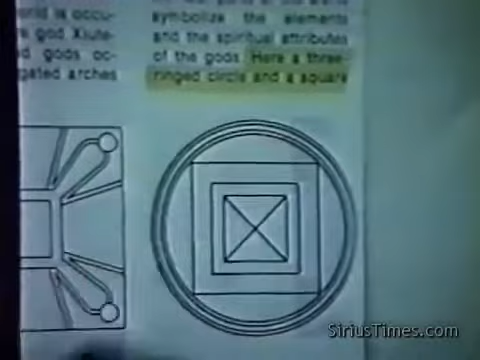 orld is occu-
e god Xiute-
d gods oc-
gated arches
symbolize the elements
and the spiritual attributes
of the gods. Here a three-
ringed circle and a square
SiriusTimes.com